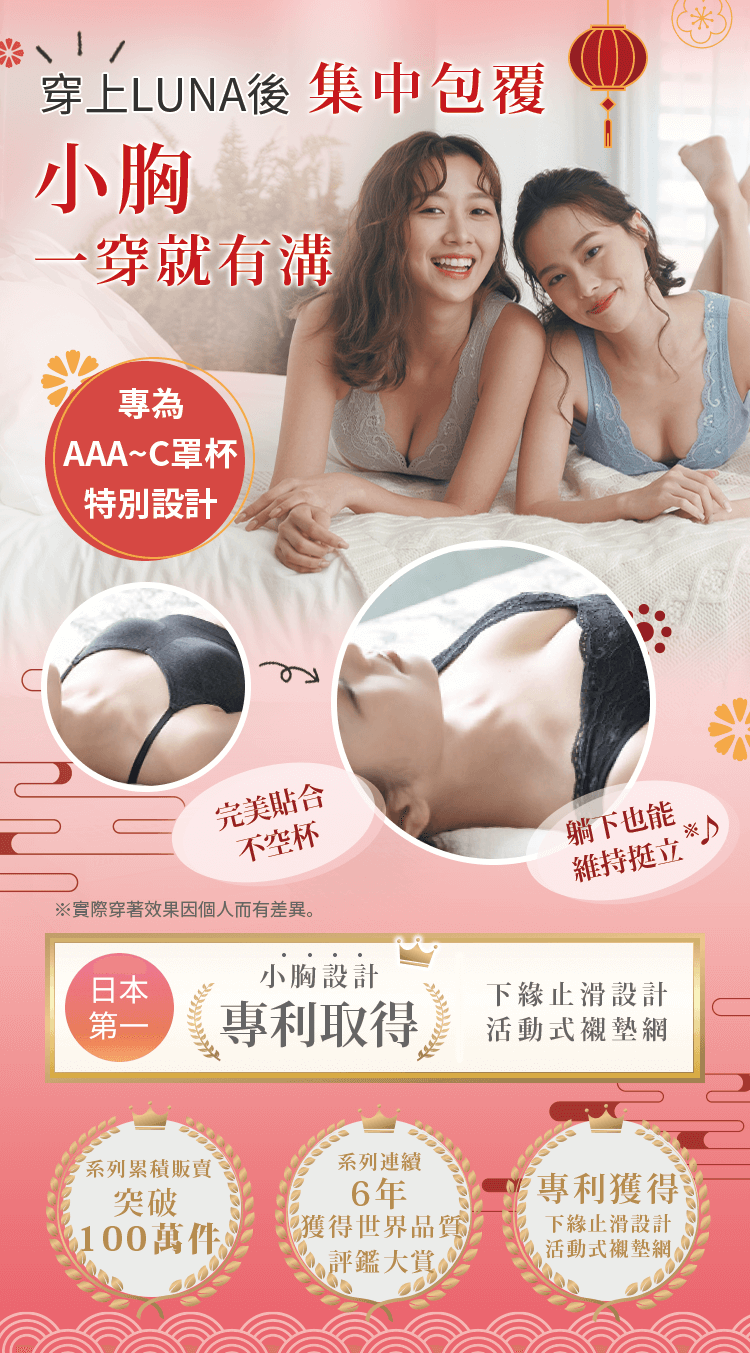 穿上LUNA後 集中包覆
小胸
一穿就有溝
專為
AAA~C罩杯
特別設計
完美貼合
不空杯
躺下也能
維持挺立※♪
※實際穿著效果因個人而有差異。
日本
第一
小胸設計
專利取得
下緣止滑設計
活動式襯墊網
系列累積販賣
突破
100萬件
系列連續
6年
獲得世界品質
評鑑大賞
專利獲得
下緣止滑設計
活動式襯墊網